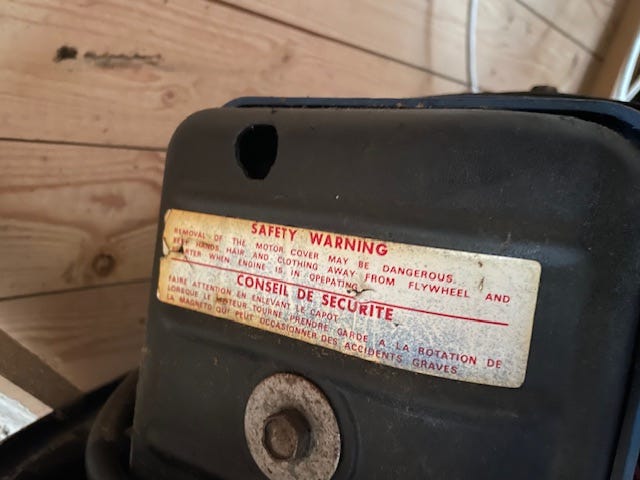 SAFETY WARNING
REMOVAL OF THE MOTOR COVER MAY BE DANGEROUS...
KEEP HANDS, HAIR AND CLOTHING AWAY FROM FLYWHEEL AND
STARTER WHEN ENGINE IS IN OPERATING
CONSEIL DE SÉCURITÉ
FAIRE ATTENTION EN ENLEVANT LE CAPOT
LORSQUE LE MOTEUR TOURNE PRENDRE GARDE A LA ROTATION DE
LA MAGNETO QUI PEUT OCCASIONNER DES ACCIDENTS GRAVES.